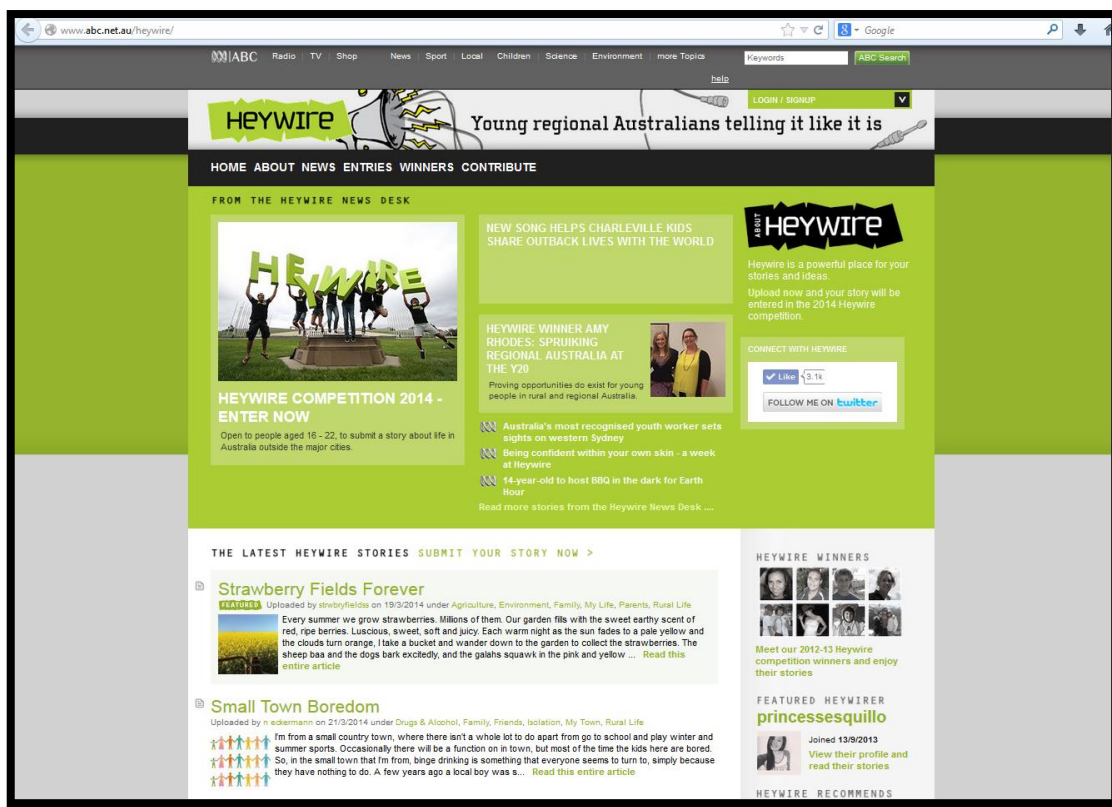 www.abc.net.au/heywire/
Google
ABC Radio TV Shop News Sport Local Children Science Environment more Topics
Keywords
ABC Search
help
LOGIN / SIGNUP
HEYWIRE
Young regional Australians telling it like it is
HOME ABOUT NEWS ENTRIES WINNERS CONTRIBUTE
FROM THE HEYWIRE NEWS DESK
HEYWIRE
HEYWIRE COMPETITION 2014 -
ENTER NOW
Open to people aged 16 - 22, to submit a story about life in
Australia outside the major cities.
NEW SONG HELPS CHARLEVILLE KIDS
SHARE OUTBACK LIVES WITH THE WORLD
HEYWIRE WINNER AMY
RHODES: SPRUIKING
REGIONAL AUSTRALIA AT
THE Y20
Proving opportunities do exist for young
people in rural and regional Australia.
Australia's most recognised youth worker sets
sights on western Sydney
Being confident within your own skin - a week
at Heywire
14-year-old to host BBQ in the dark for Earth
Hour
Read more stories from the Heywire News Desk ....
ABOUT HEYWIRE
Heywire is a powerful place for your
stories and ideas.
Upload now and your story will be
entered in the 2014 Heywire
competition.
CONNECT WITH HEYWIRE
Like 3.1k
FOLLOW ME ON twitter
THE LATEST HEYWIRE STORIES SUBMIT YOUR STORY NOW >
Strawberry Fields Forever
FEATURED Uploaded by strwbryfieldss on 19/3/2014 under Agriculture, Environment, Family, My Life, Parents, Rural Life
Every summer we grow strawberries. Millions of them. Our garden fills with the sweet earthy scent of
red, ripe berries. Luscious, sweet, soft and juicy. Each warm night as the sun fades to a pale yellow and
the clouds turn orange, I take a bucket and wander down to the garden to collect the strawberries. The
sheep baa and the dogs bark excitedly, and the galahs squawk in the pink and yellow ... Read this
entire article
Small Town Boredom
Uploaded by n eckermann on 21/3/2014 under Drugs & Alcohol, Family, Friends, Isolation, My Town, Rural Life
I'm from a small country town, where there isn't a whole lot to do apart from go to school and play winter and
summer sports. Occasionally there will be a function on in town, but most of the time the kids here are bored.
So, in the small town that I'm from, binge drinking is something that everyone seems to turn to, simply because
they have nothing to do. A few years ago a local boy was s... Read this entire article
HEYWIRE WINNERS
Meet our 2012-13 Heywire
competition winners and enjoy
their stories
FEATURED HEYWIRER
princessesquillo
Joined 13/9/2013
View their profile and
read their stories
HEYWIRE RECOMMENDS